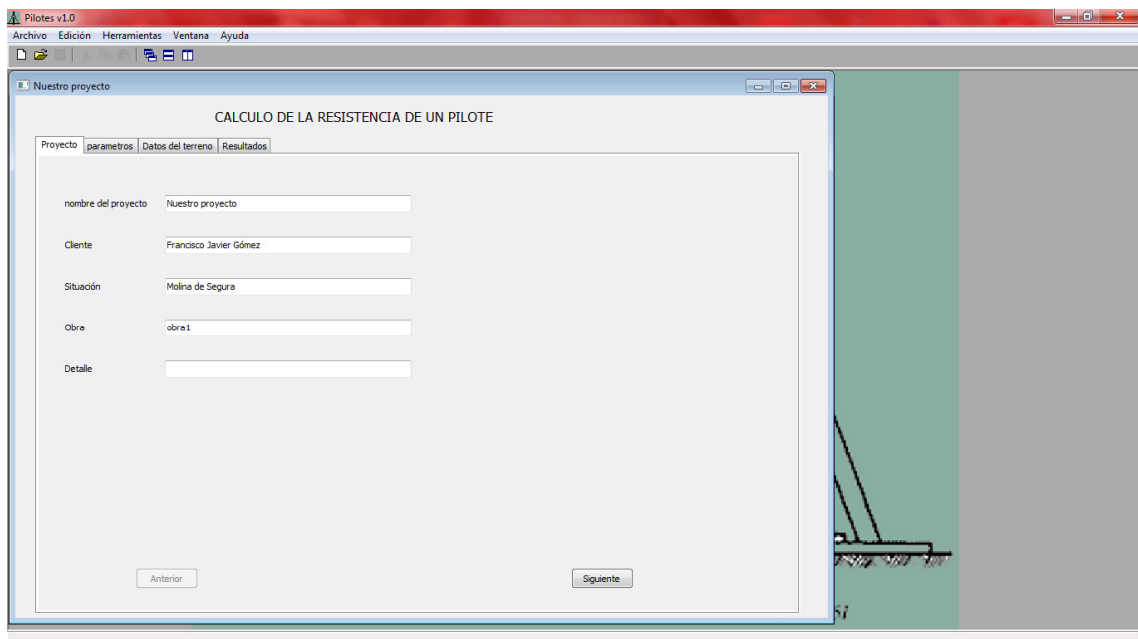 Pilotes v1.0
Archivo Edición Herramientas Ventana Ayuda
Nuestro proyecto
CALCULO DE LA RESISTENCIA DE UN PILOTE
Proyecto parametros Datos del terreno Resultados
nombre del proyecto Nuestro proyecto
Cliente Francisco Javier Gómez
Situación Molina de Segura
Obra obra1
Detalle
Anterior Siguiente